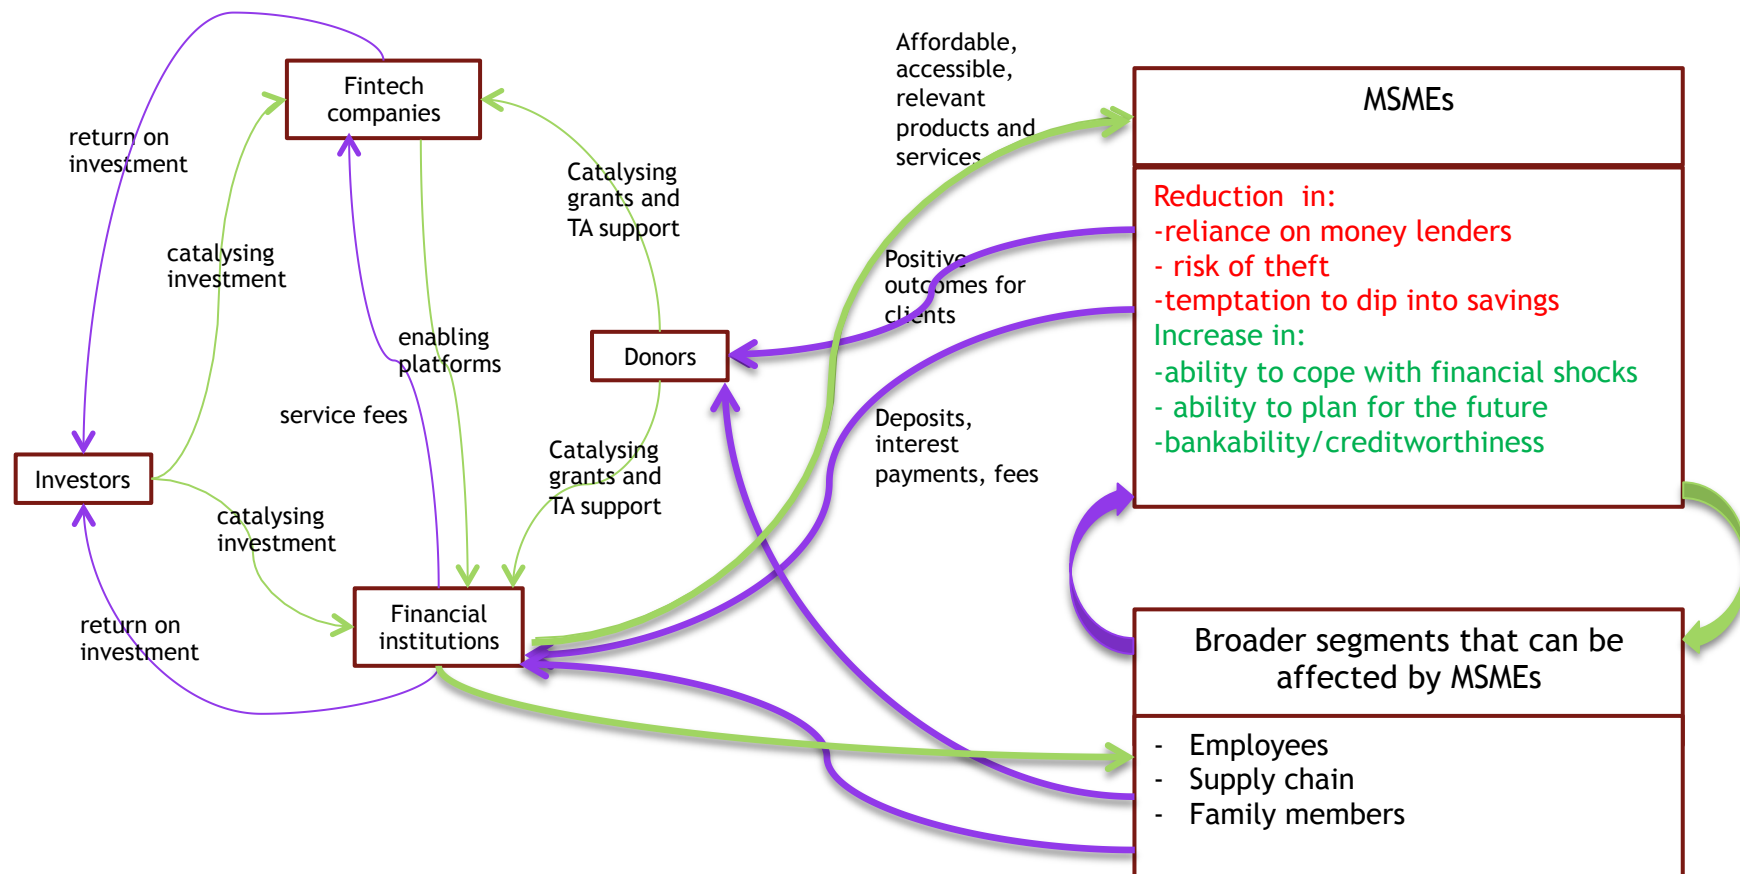 Fintech
companies
return on
investment
catalysing
investment
Catalysing
grants and
TA support
enabling
platforms
service fees
Donors
Investors
Catalysing
grants and
TA support
catalysing
investment
return on
investment
Financial
institutions
Affordable,
accessible,
relevant
products and
services
Positive
outcomes for
clients
Deposits,
interest
payments, fees
MSMEs
Reduction  in:
-reliance on money lenders
- risk of theft
-temptation to dip into savings
Increase in:
-ability to cope with financial shocks
- ability to plan for the future
-bankability/creditworthiness
Broader segments that can be
affected by MSMEs
- Employees
- Supply chain
- Family members